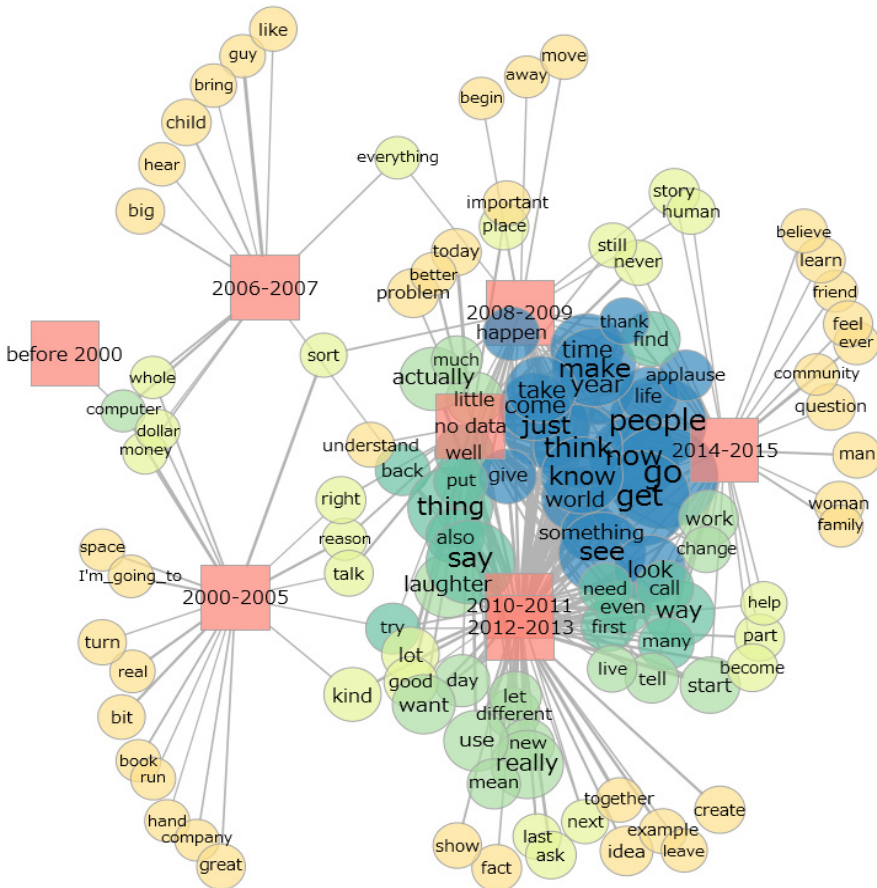 like
guy
bring
child
hear
big
2006-2007
before 2000
whole
computer
dollar
money
everything
sort
move
away
begin
important
place
today
better
problem
2008-2009
happen
story
human
still
never
thank
find
time
make
year
take
come
just
applause
life
people
much
actually
little
no data
well
understand
back
put
give
think
now
know
go
world
get
2014-2015
believe
learn
friend
feel
ever
community
question
man
woman
family
right
reason
talk
thing
also
say
laughter
something
see
look
work
change
need
call
even
way
first
many
2010-2011
2012-2013
space
I'm_going_to
2000-2005
turn
real
bit
book
run
hand
company
great
try
lot
kind
good
want
day
let
different
use
new
really
mean
live
tell
start
help
part
become
show
fact
last
ask
next
together
idea
example
leave
create